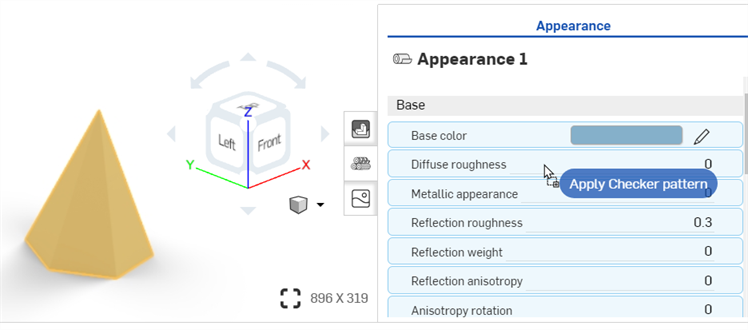 Appearance
Appearance 1
Base
Base color
Diffuse roughness 0
Apply Checker pattern
Metallic appearance 0
Reflection roughness 0.3
Reflection weight 0
Reflection anisotropy 0
Anisotropy rotation 0
Z
Left
Front
Y
X
896 X 319